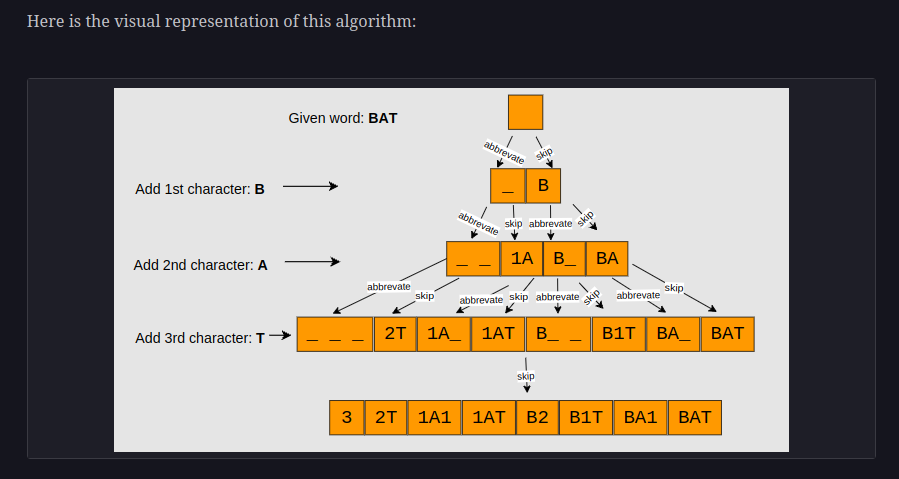 Here is the visual representation of this algorithm:
Given word: BAT
abbrevate skip
Add 1st character: B
_ B
abbrevate skip abbrevate skip
Add 2nd character: A
_ _ 1A B_ BA
abbrevate skip abbrevate skip abbrevate skip abbrevate skip
Add 3rd character: T
_ _ _ 2T 1A_ 1AT B_ _ B1T BA_ BAT
skip
3 2T 1A1 1AT B2 B1T BA1 BAT